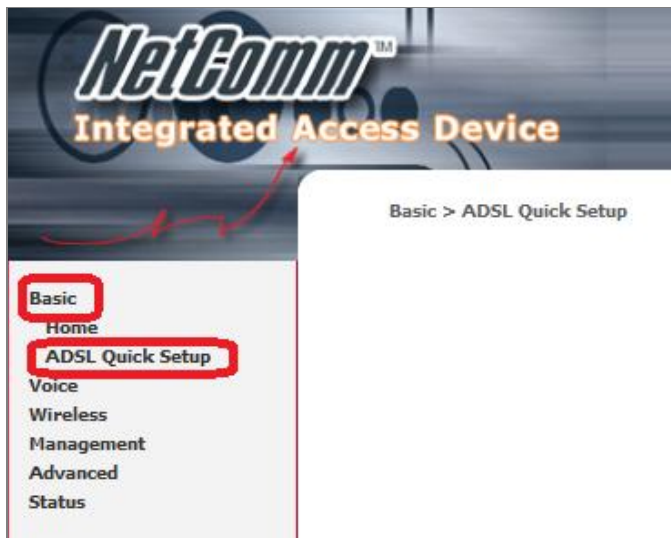 NetComm™
Integrated Access Device
Basic > ADSL Quick Setup
Basic
Home
ADSL Quick Setup
Voice
Wireless
Management
Advanced
Status